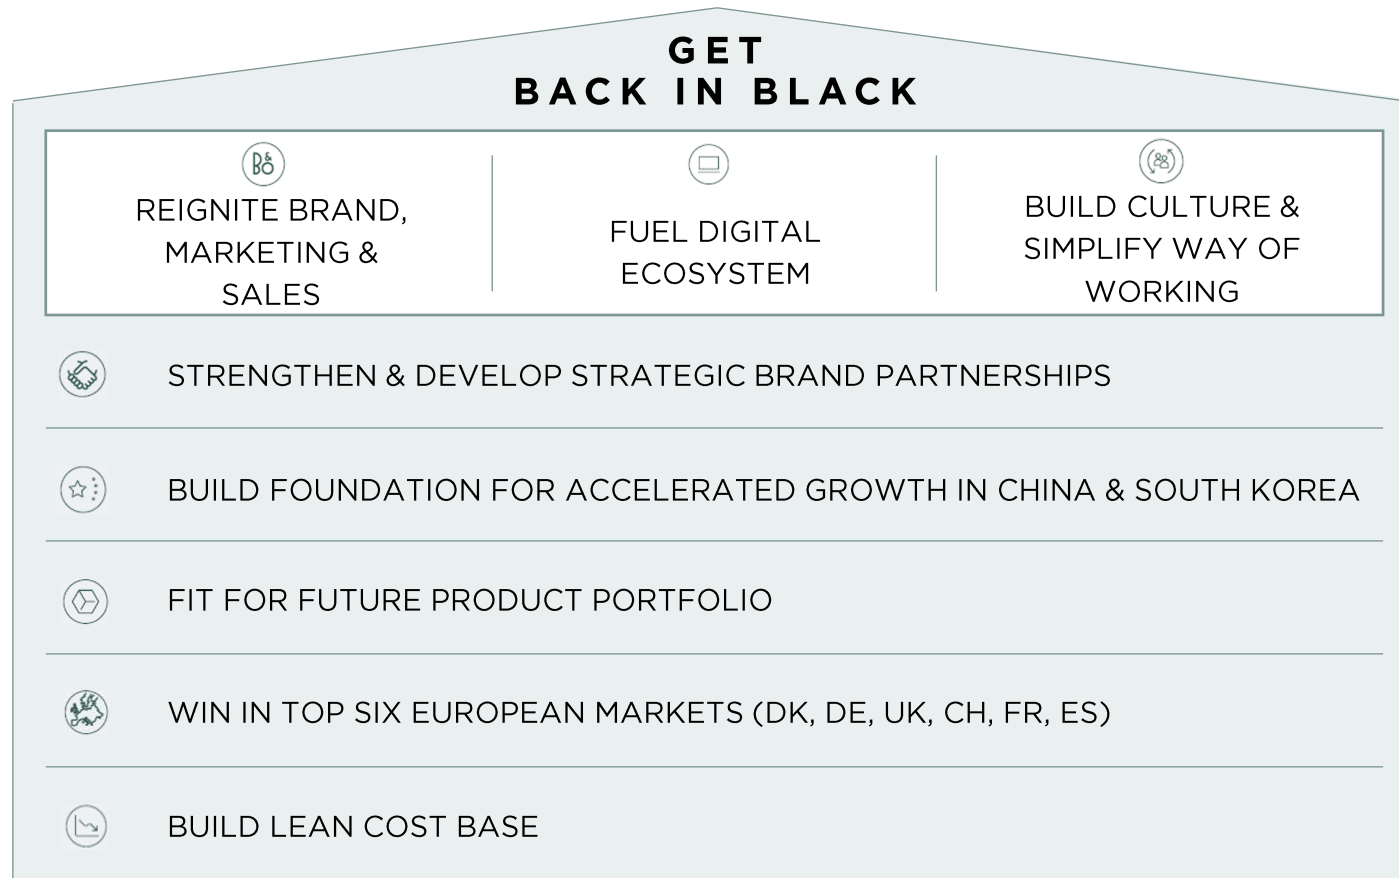 GET
BACK IN BLACK
B&O
REIGNITE BRAND,
MARKETING &
SALES
FUEL DIGITAL
ECOSYSTEM
BUILD CULTURE &
SIMPLIFY WAY OF
WORKING
STRENGTHEN & DEVELOP STRATEGIC BRAND PARTNERSHIPS
BUILD FOUNDATION FOR ACCELERATED GROWTH IN CHINA & SOUTH KOREA
FIT FOR FUTURE PRODUCT PORTFOLIO
WIN IN TOP SIX EUROPEAN MARKETS (DK, DE, UK, CH, FR, ES)
BUILD LEAN COST BASE